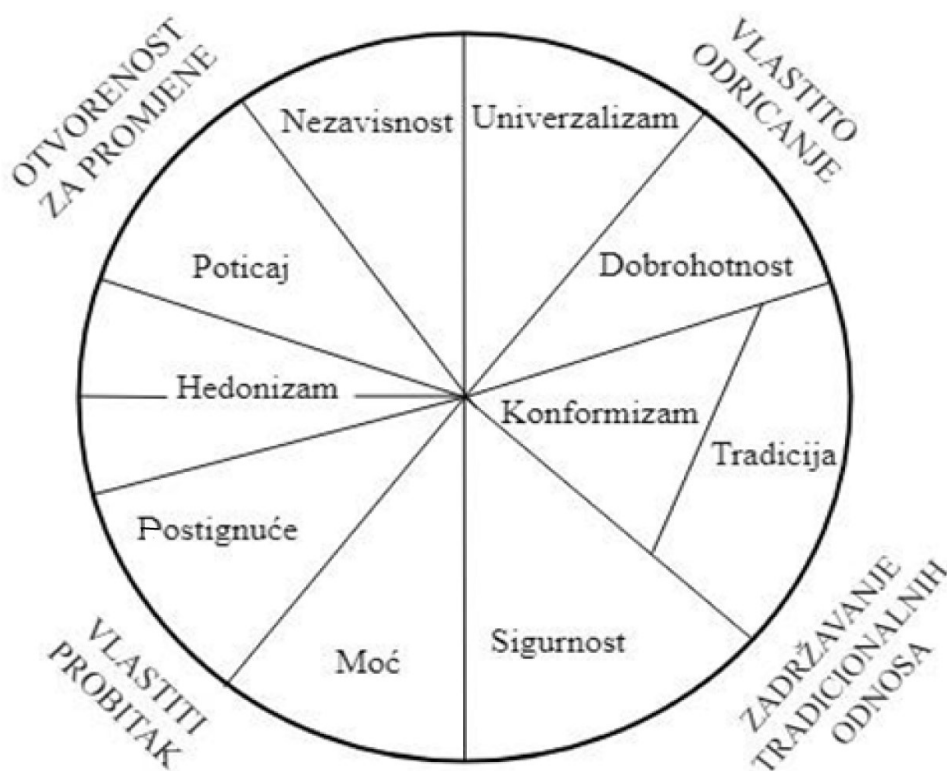 OTVORENOST
ZA PROMJENE
VLASTITO
ODRICANJE
Nezavisnost
Univerzalizam
Poticaj
Dobrohotnost
Hedonizam
Konformizam
Tradicija
Postignuće
Moć
Sigurnost
VLASTITI
PROBITAK
ZADRŽAVANJE
TRADICIONALNIH
ODNOSA